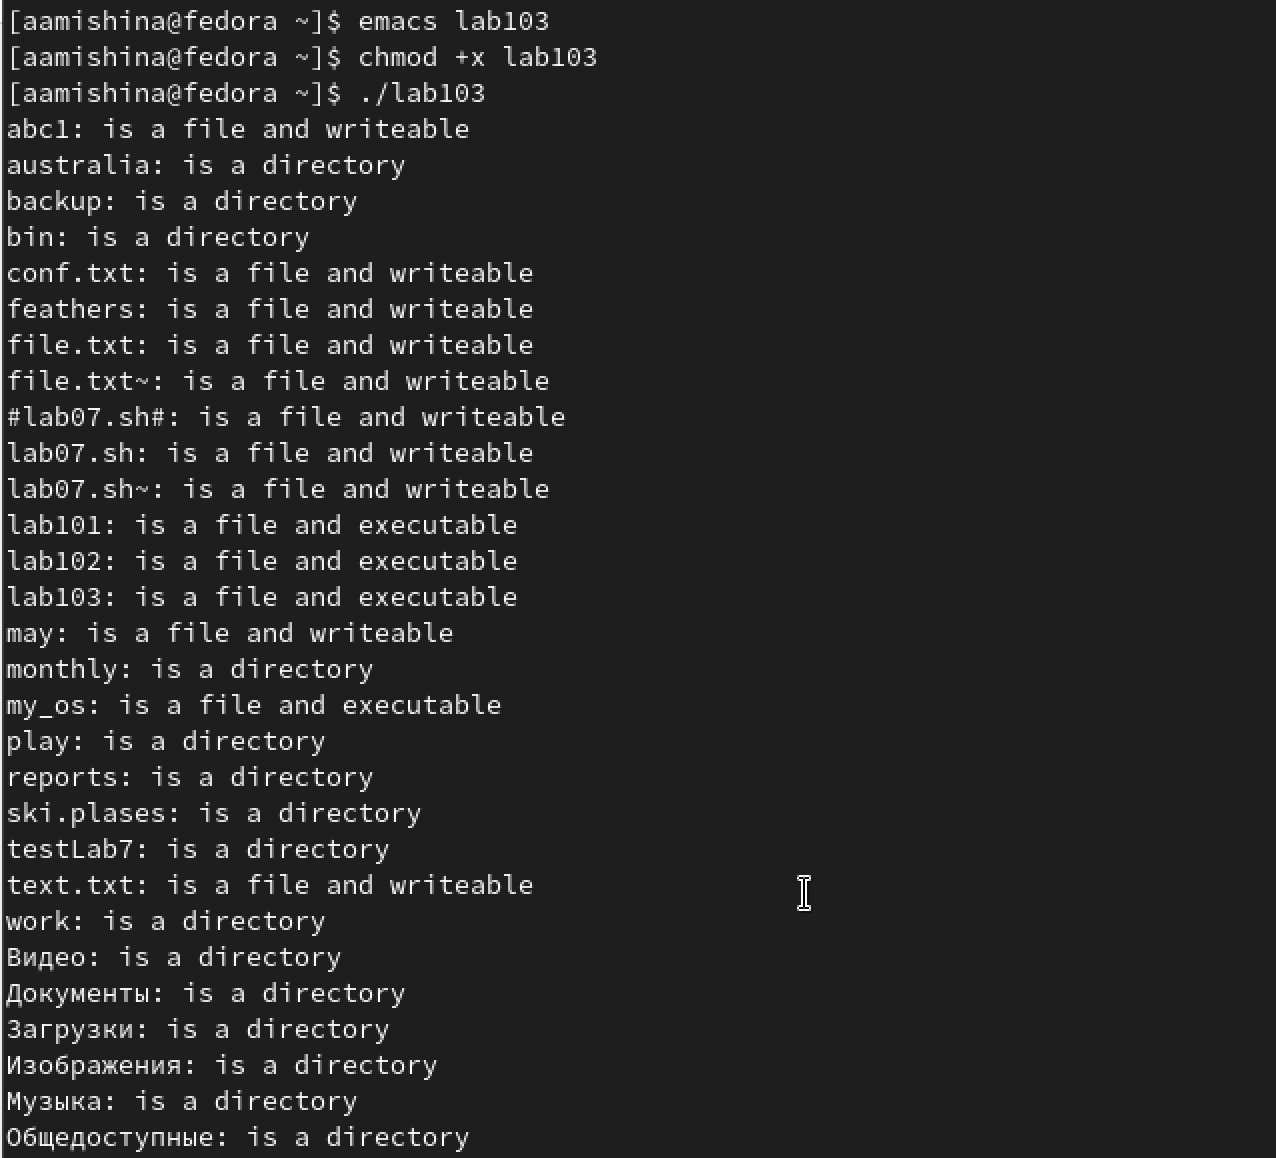 [aamishina@fedora ~]$ emacs lab103
[aamishina@fedora ~]$ chmod +x lab103
[aamishina@fedora ~]$ ./lab103
abc1: is a file and writeable
australia: is a directory
backup: is a directory
bin: is a directory
conf.txt: is a file and writeable
feathers: is a file and writeable
file.txt: is a file and writeable
file.txt~: is a file and writeable
#lab07.sh#: is a file and writeable
lab07.sh: is a file and writeable
lab07.sh~: is a file and writeable
lab101: is a file and executable
lab102: is a file and executable
lab103: is a file and executable
may: is a file and writeable
monthly: is a directory
my_os: is a file and executable
play: is a directory
reports: is a directory
ski.plases: is a directory
testLab7: is a directory
text.txt: is a file and writeable
work: is a directory
Видео: is a directory
Документы: is a directory
Загрузки: is a directory
Изображения: is a directory
Музыка: is a directory
Общедоступные: is a directory